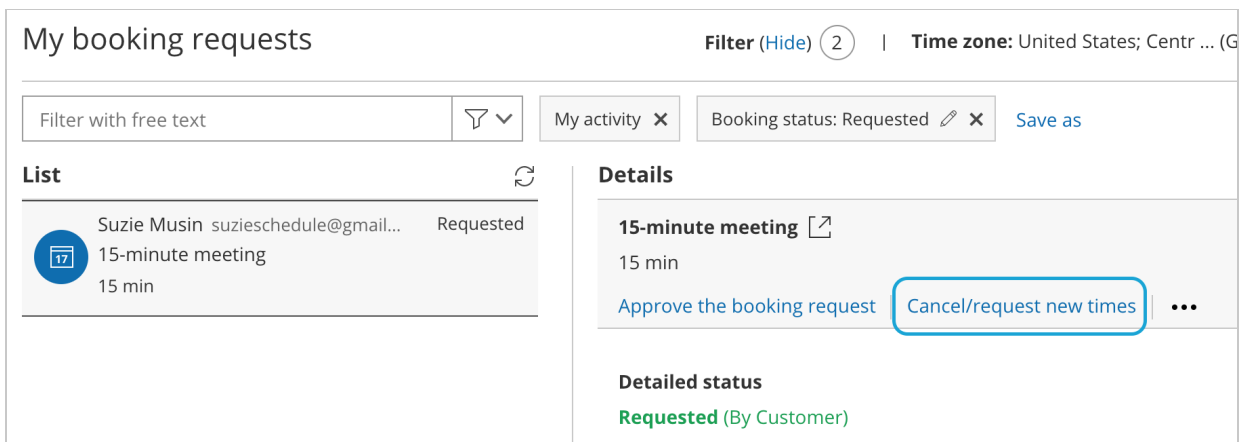 My booking requests
Filter (Hide) 2 | Time zone: United States; Centr ... (G
Filter with free text
My activity
Booking status: Requested
Save as
List
Details
Suzie Musin suzieschedule@gmail... Requested
15-minute meeting
15 min
17
15-minute meeting
15 min
Approve the booking request
Cancel/request new times
Detailed status
Requested (By Customer)